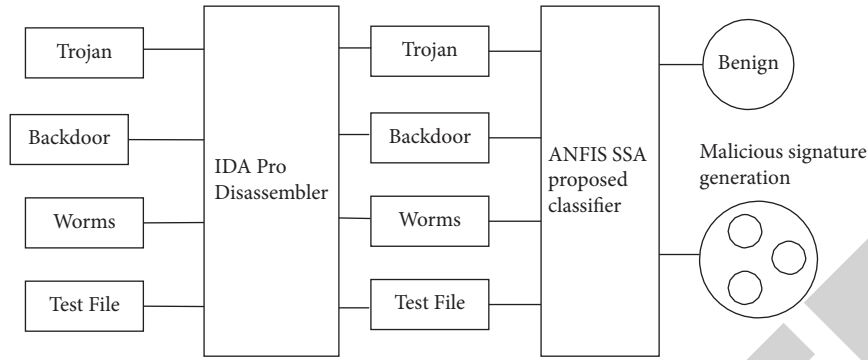 Trojan
Backdoor
Worms
Test File
IDA Pro
Disassembler
Trojan
Backdoor
Worms
Test File
ANFIS SSA
proposed
classifier
Benign
Malicious signature
generation